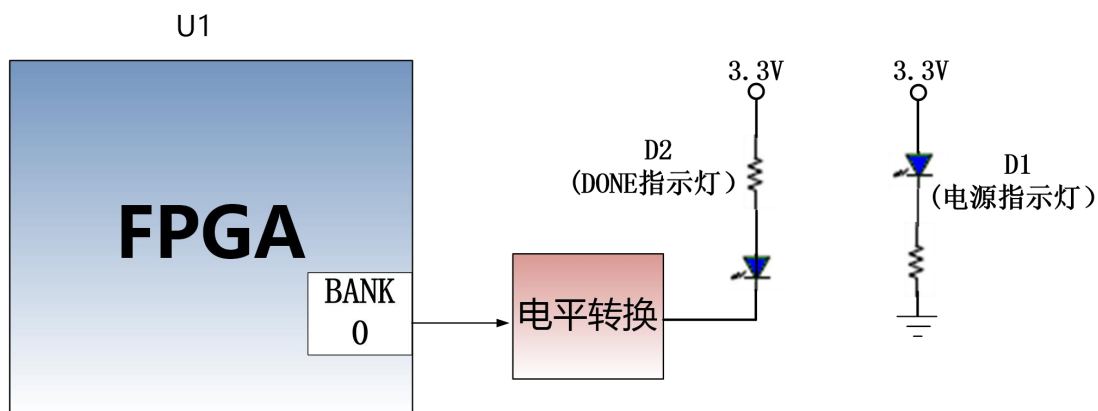 U1
FPGA
BANK
0
电平转换
3.3V
D2
(DONE指示灯）
3.3V
D1
(电源指示灯）